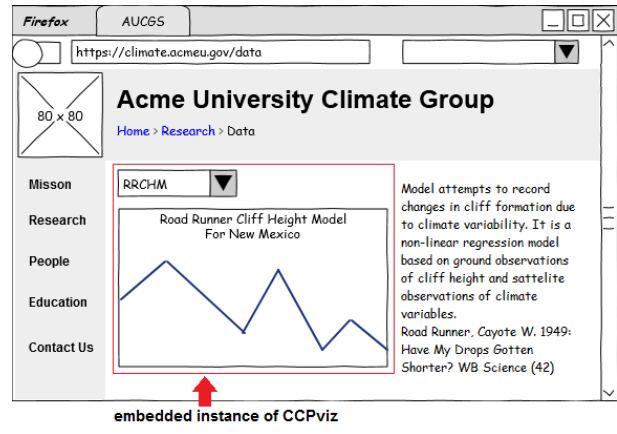 Firefox
AUCGS
https://climate.acmeu.gov/data
80 x 80
Acme University Climate Group
Home > Research > Data
Misson
Research
People
Education
Contact Us
RRCHM
Road Runner Cliff Height Model
For New Mexico
Model attempts to record
changes in cliff formation due
to climate variability. It is a
non-linear regression model
based on ground observations
of cliff height and sattelite
observations of climate
variables.
Road Runner, Cayote W. 1949:
Have My Drops Gotten
Shorter? WB Science (42)
embedded instance of CCPviz